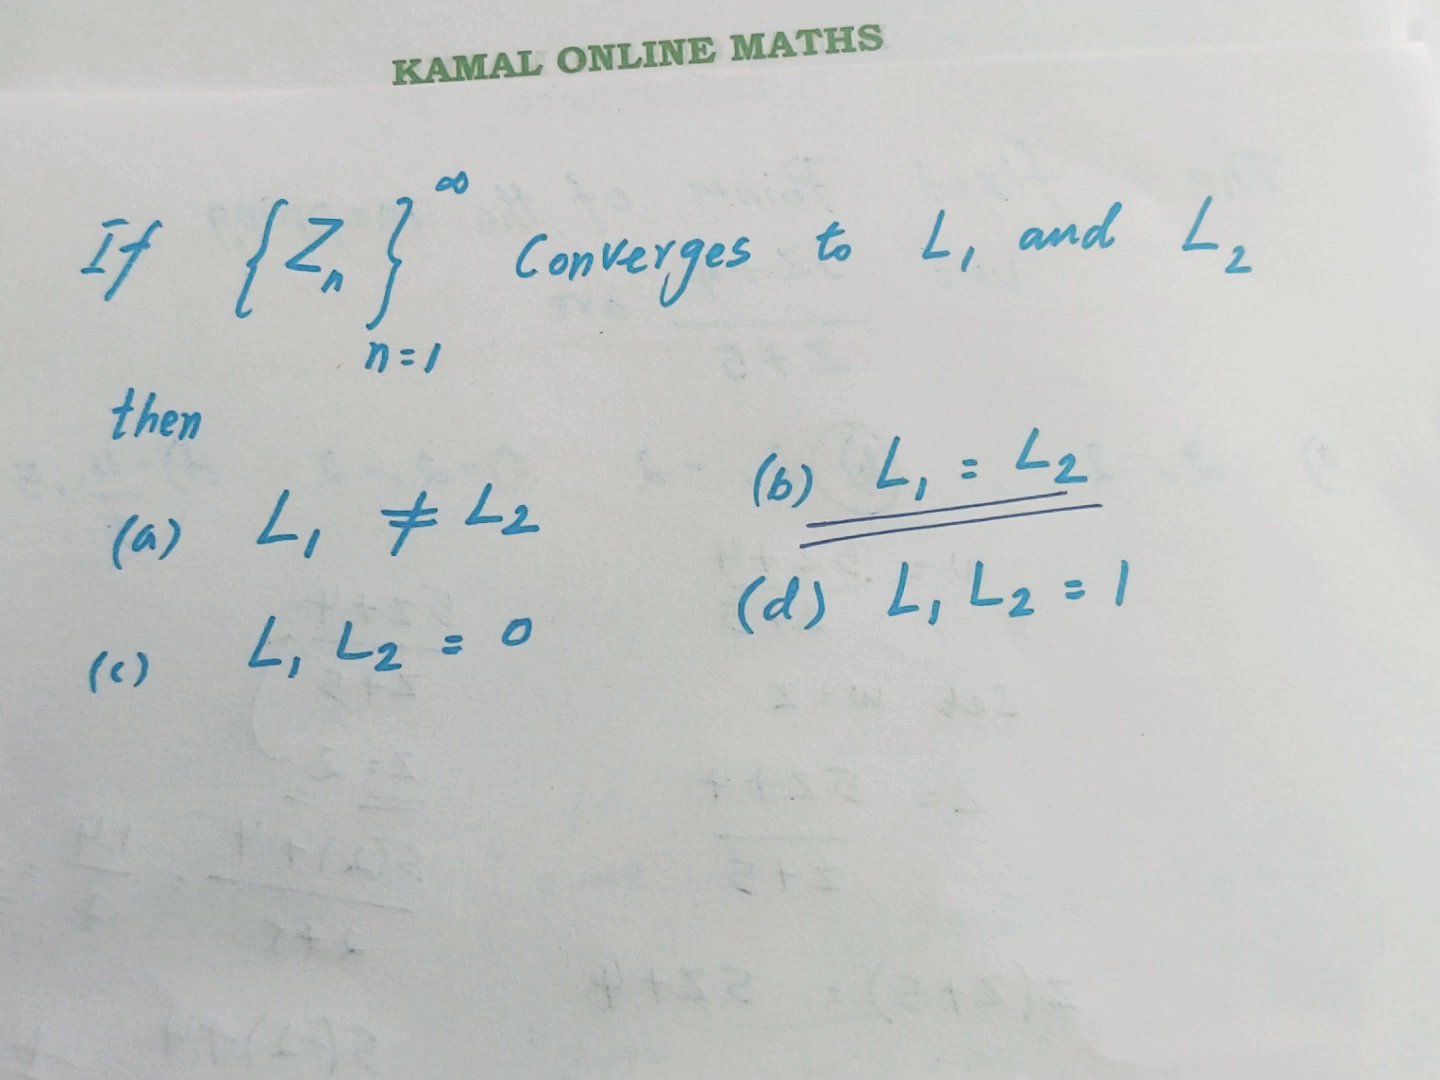 KAMAL ONLINE MATHS
If {Zₙ}^∞ₙ₌₁ Converges to L₁ and L₂
then
(a) L₁ ≠ L₂ (b) L₁ = L₂
(c) L₁ L₂ = 0 (d) L₁ L₂ = 1